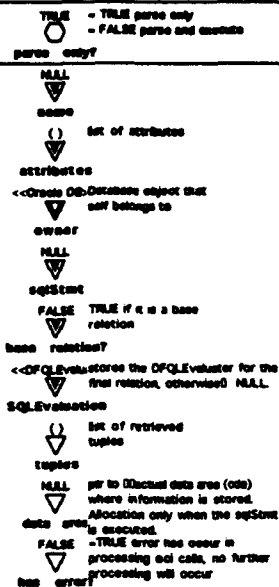 TRUE - TRUE parse only
- FALSE parse and execute
parse only?
NULL
name
( ) list of attributes
attributes
<<Oracle DB> Database object that
self belongs to
owner
NULL
sqlStmt
FALSE TRUE if it is a base
relation
base relation?
<<DFQLEvalu stores the DFQLEvaluator for the
final relation, otherwise NULL.
SQLEvaluation
( ) list of retrieved
tuples
tuples
NULL ptr to actual data area (oda)
where information is stored.
Allocation only when the sqlStmt
data area is executed.
FALSE -TRUE error has occur in
processing oci calls, no further
processing will occur
has error?